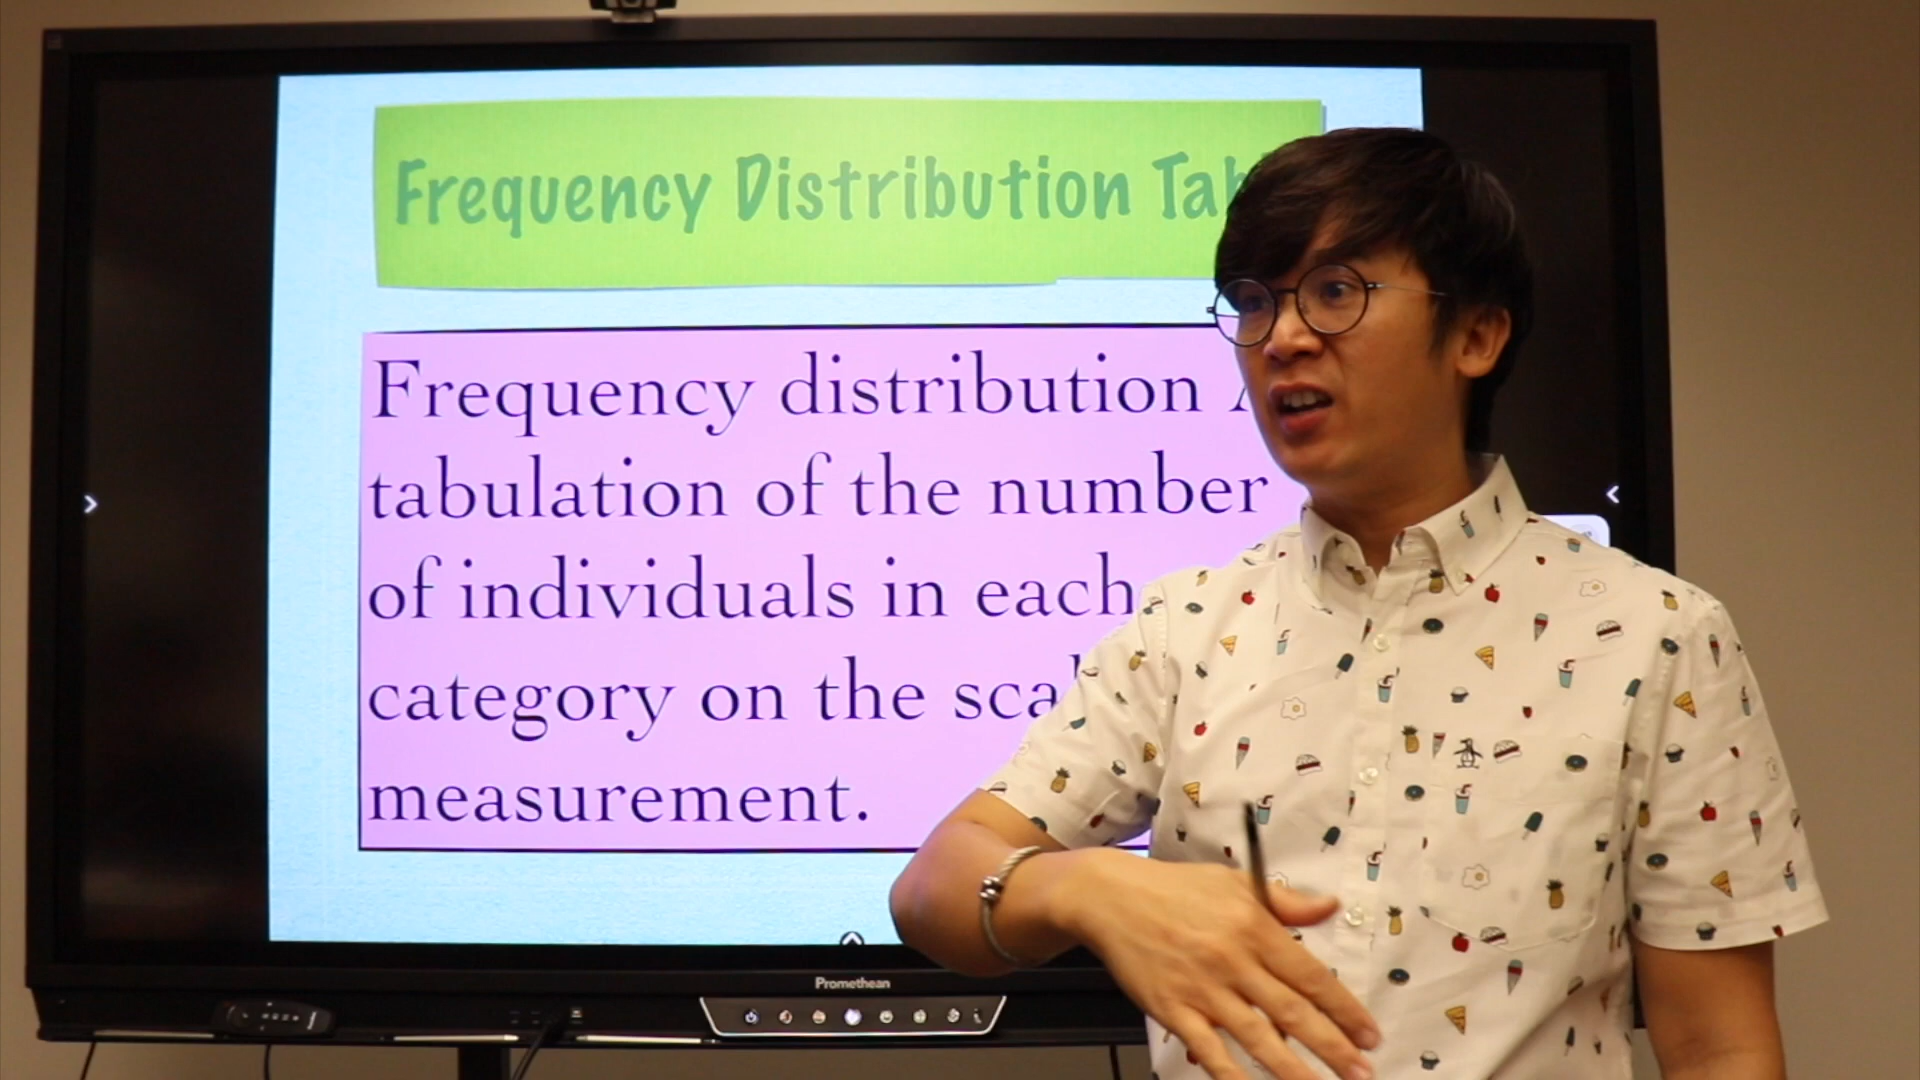 Frequency Distribution Tab
Frequency distribution A
tabulation of the number
of individuals in each
category on the sca
measurement.
Promethean